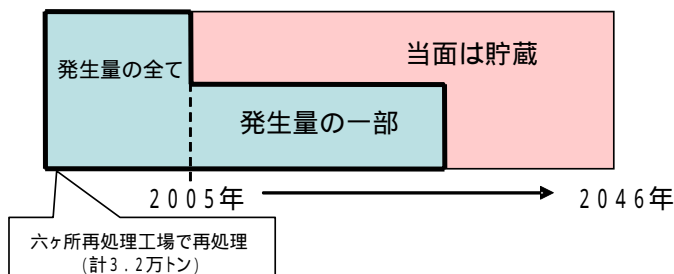 発生量の全て
当面は貯蔵
発生量の一部
2005年
2046年
六ヶ所再処理工場で再処理
(計3.2万トン)